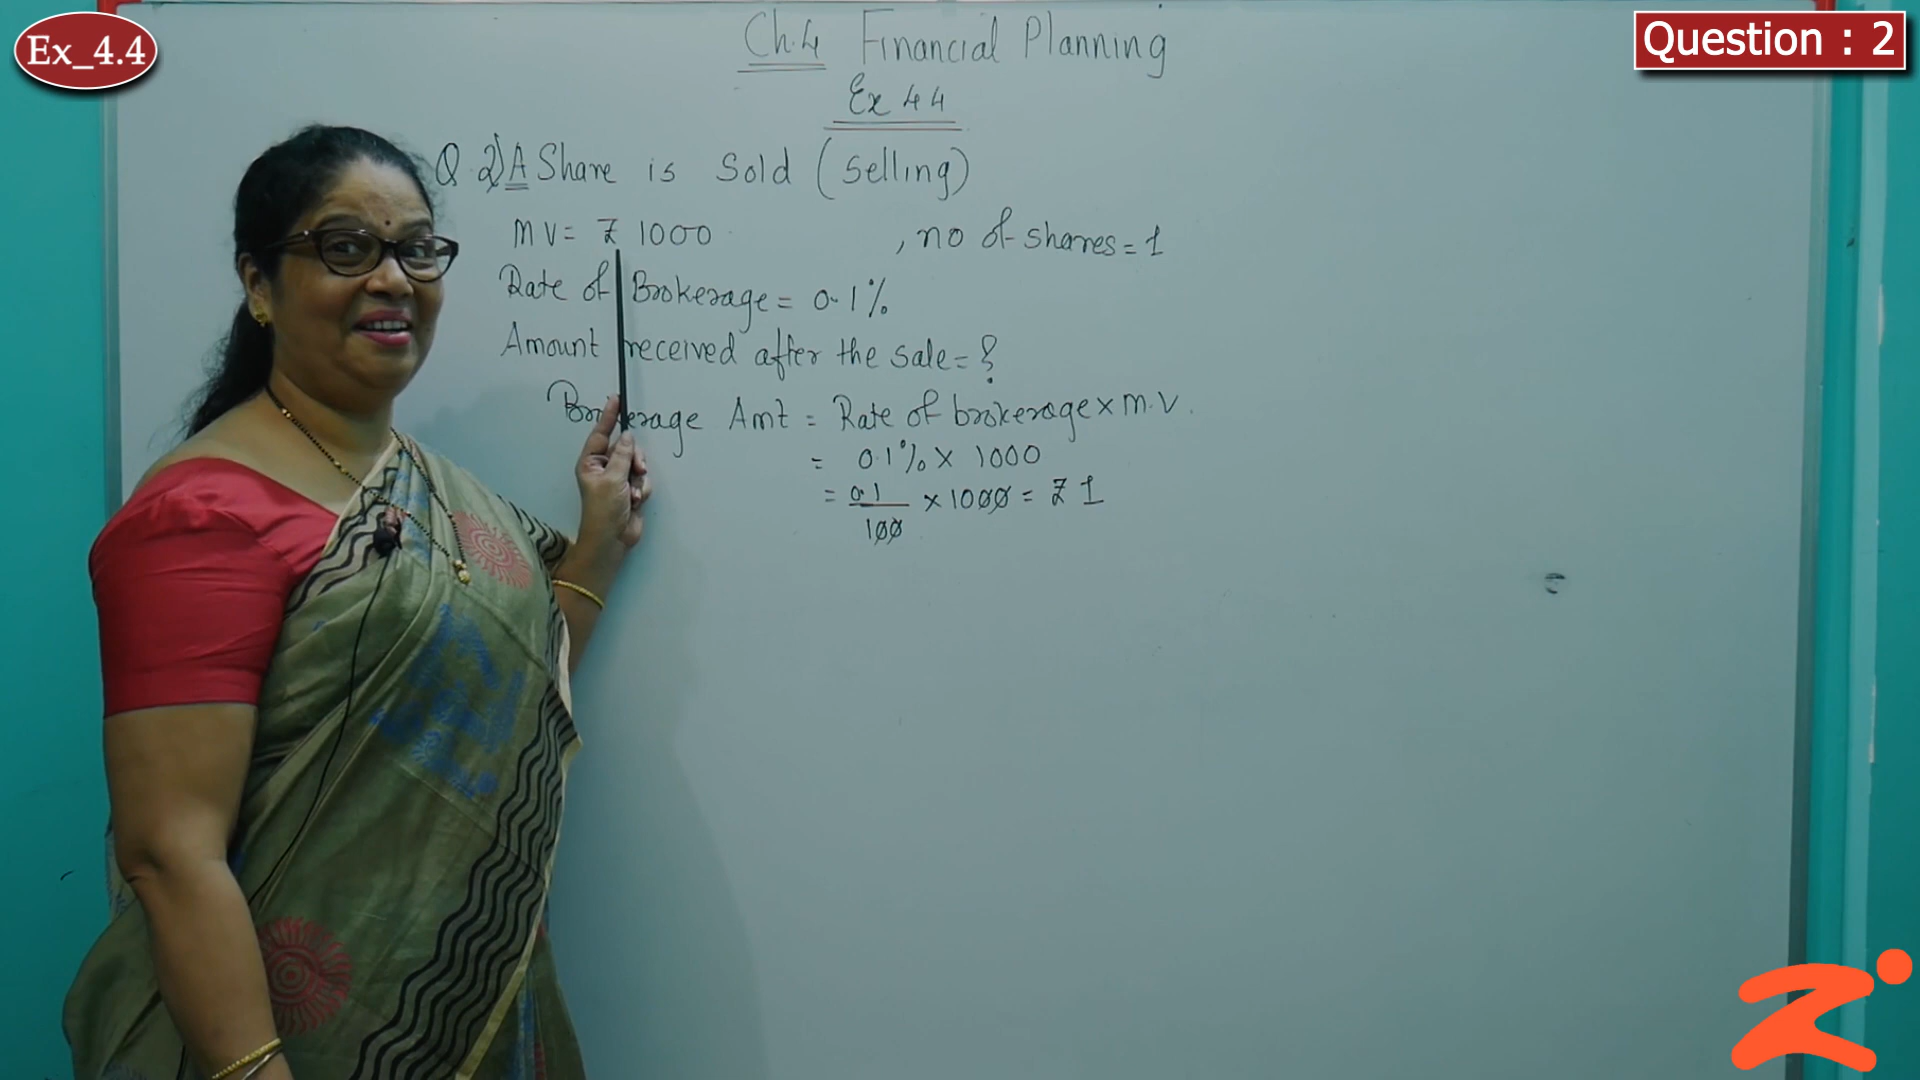 Ex_4.4
Question : 2
Ch.4 Financial Planning
Ex 4.4
Q.2) A Share is Sold (Selling)
MV = ₹ 1000 , no of shares = 1
Rate of Brokerage = 0.1%
Amount received after the sale = ?
Brokerage Amt = Rate of brokerage × M.V.
= 0.1% × 1000
= 0.1/100 × 1000 = ₹ 1